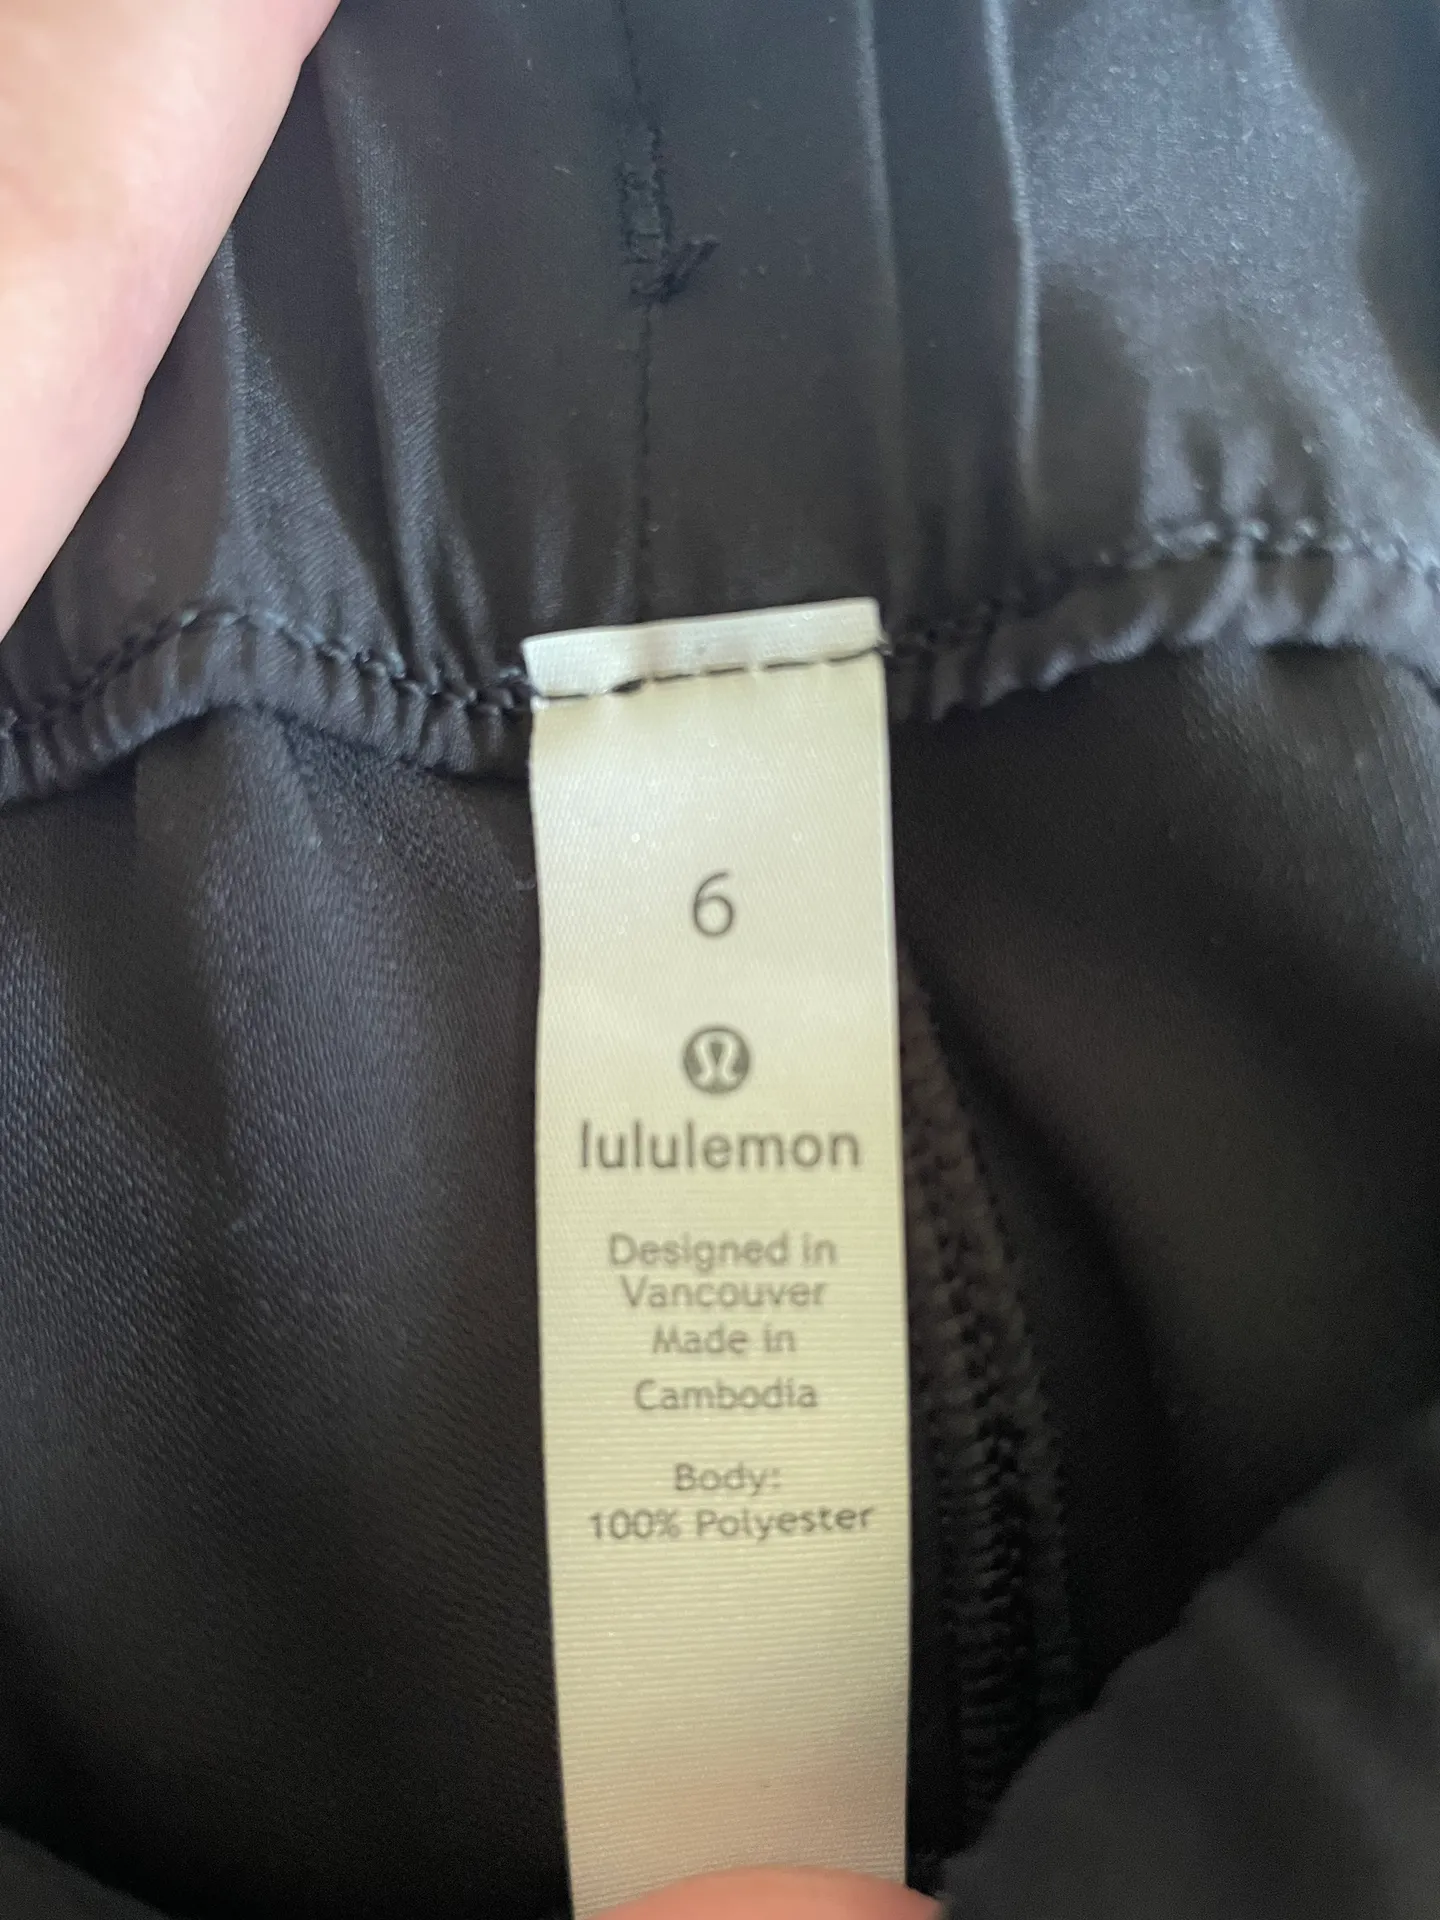 6
lululemon
Designed in
Vancouver
Made in
Cambodia
Body:
100% Polyester